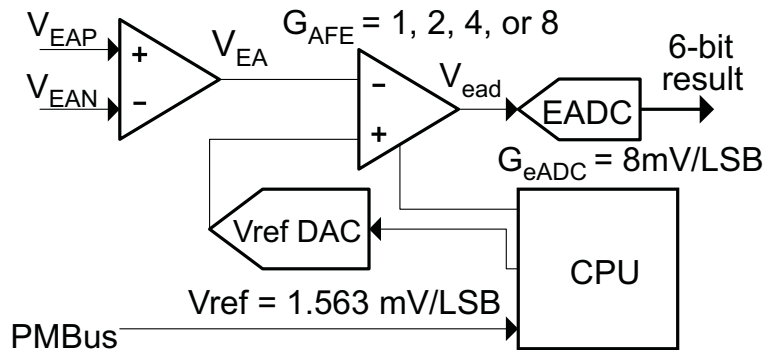 V_EAP
V_EAN
+
−
V_EA
G_AFE = 1, 2, 4, or 8
−
+
V_ead
EADC
6-bit
result
G_eADC = 8mV/LSB
Vref DAC
CPU
Vref = 1.563 mV/LSB
PMBus